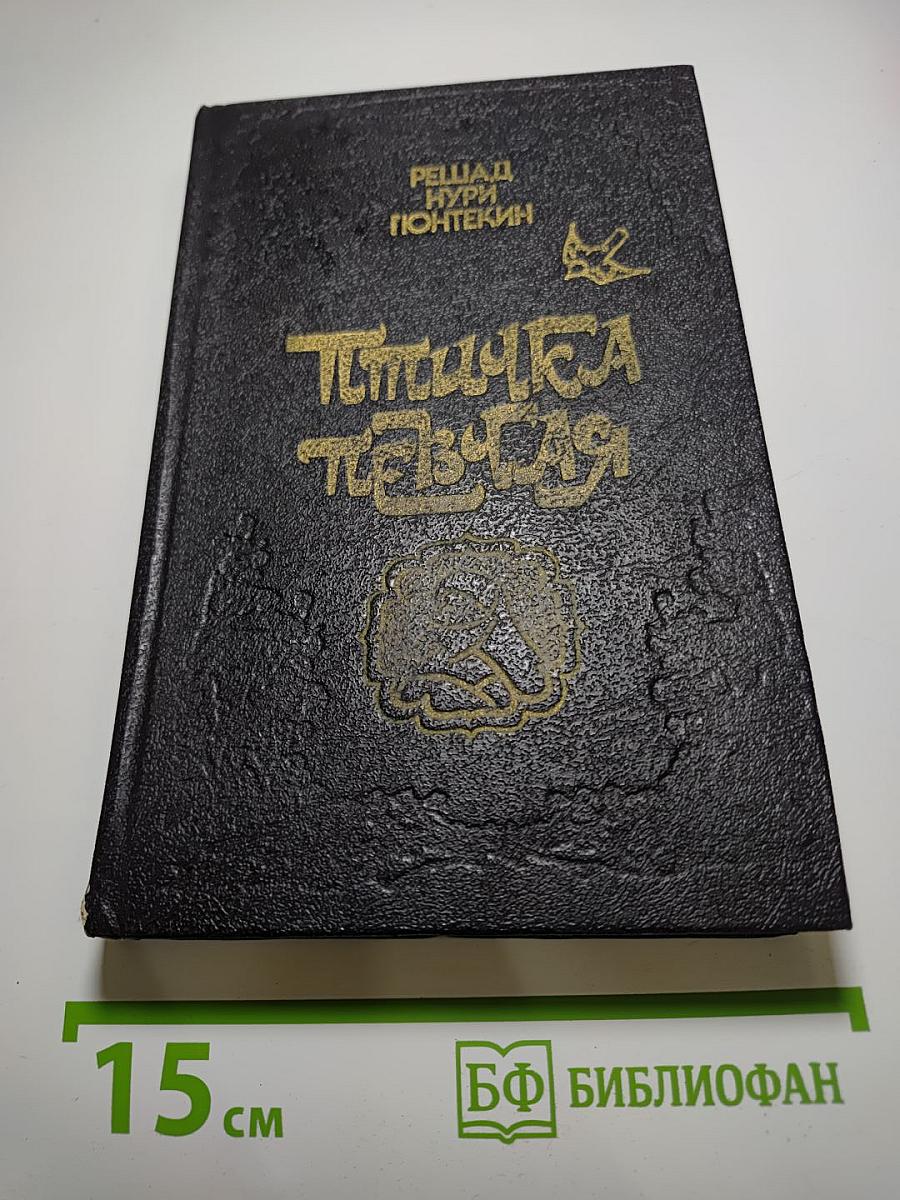 РЕШАД
НУРИ
ГЮНТЕКИН
ПТИЧКА
ПЕВЧАЯ
15 см
БФ БИБЛИОФАН